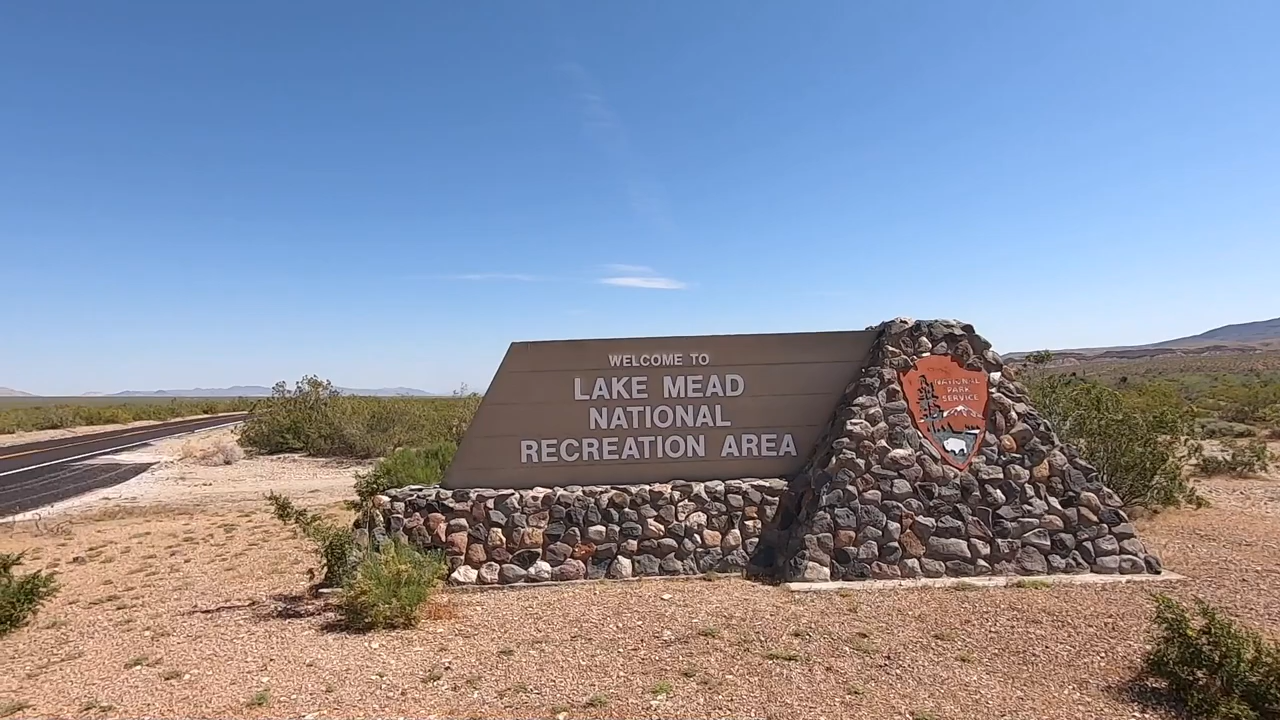 WELCOME TO
LAKE MEAD
NATIONAL
RECREATION AREA
NATIONAL
PARK
SERVICE